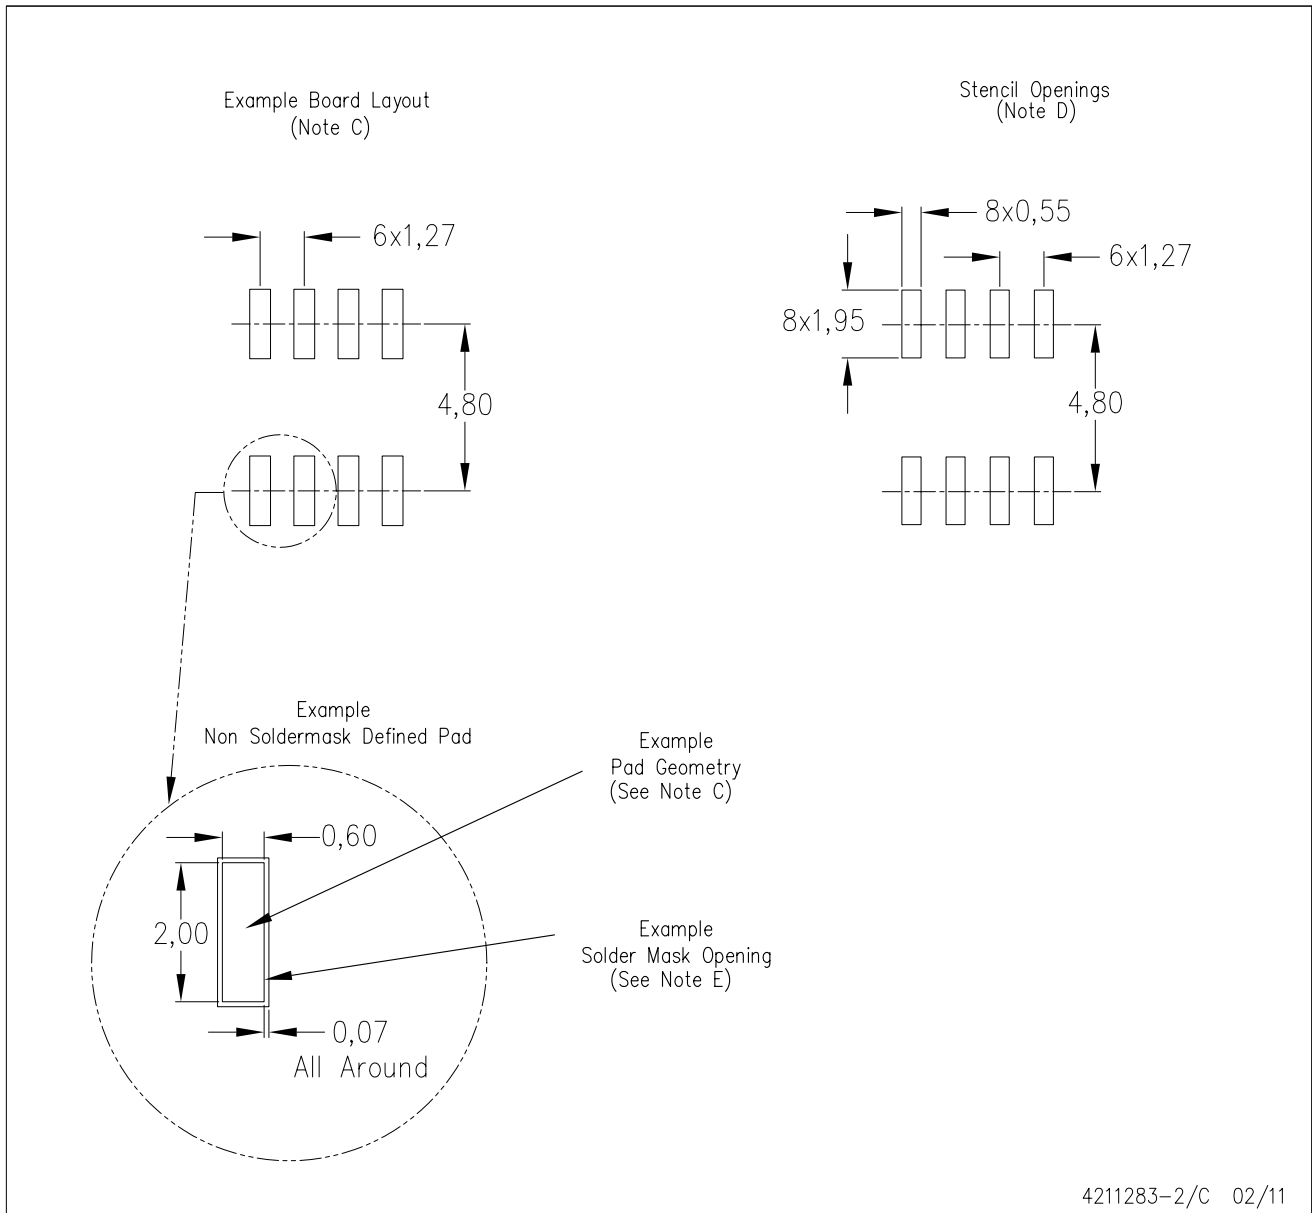 Example Board Layout
(Note C)
6x1,27
4,80
Stencil Openings
(Note D)
8x0,55
6x1,27
8x1,95
4,80
Example
Non Soldermask Defined Pad
0,60
2,00
0,07
All Around
Example
Pad Geometry
(See Note C)
Example
Solder Mask Opening
(See Note E)
4211283-2/C 02/11